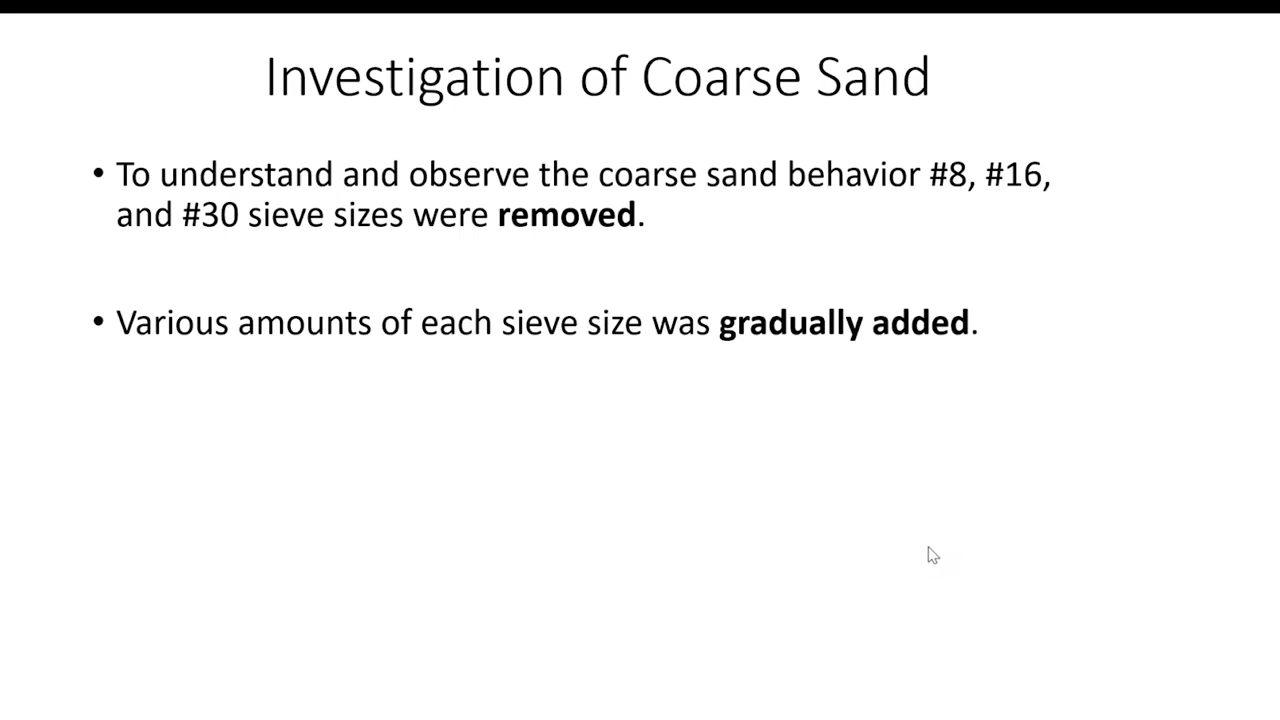 Investigation of Coarse Sand
• To understand and observe the coarse sand behavior #8, #16,
and #30 sieve sizes were removed.
• Various amounts of each sieve size was gradually added.